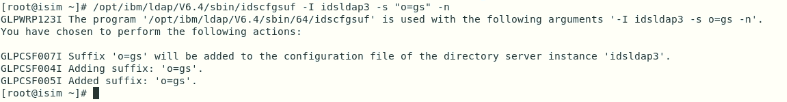 [root@isim ~]# /opt/ibm/ldap/V6.4/sbin/idscfgsuf -I idsldap3 -s "o=gs" -n
GLPWRP123I The program '/opt/ibm/ldap/V6.4/sbin/64/idscfgsuf' is used with the following arguments '-I idsldap3 -s o=gs -n'.
You have chosen to perform the following actions:
GLPCSF007I Suffix 'o=gs' will be added to the configuration file of the directory server instance 'idsldap3'.
GLPCSF004I Adding suffix: 'o=gs'.
GLPCSF005I Added suffix: 'o=gs'.
[root@isim ~]#